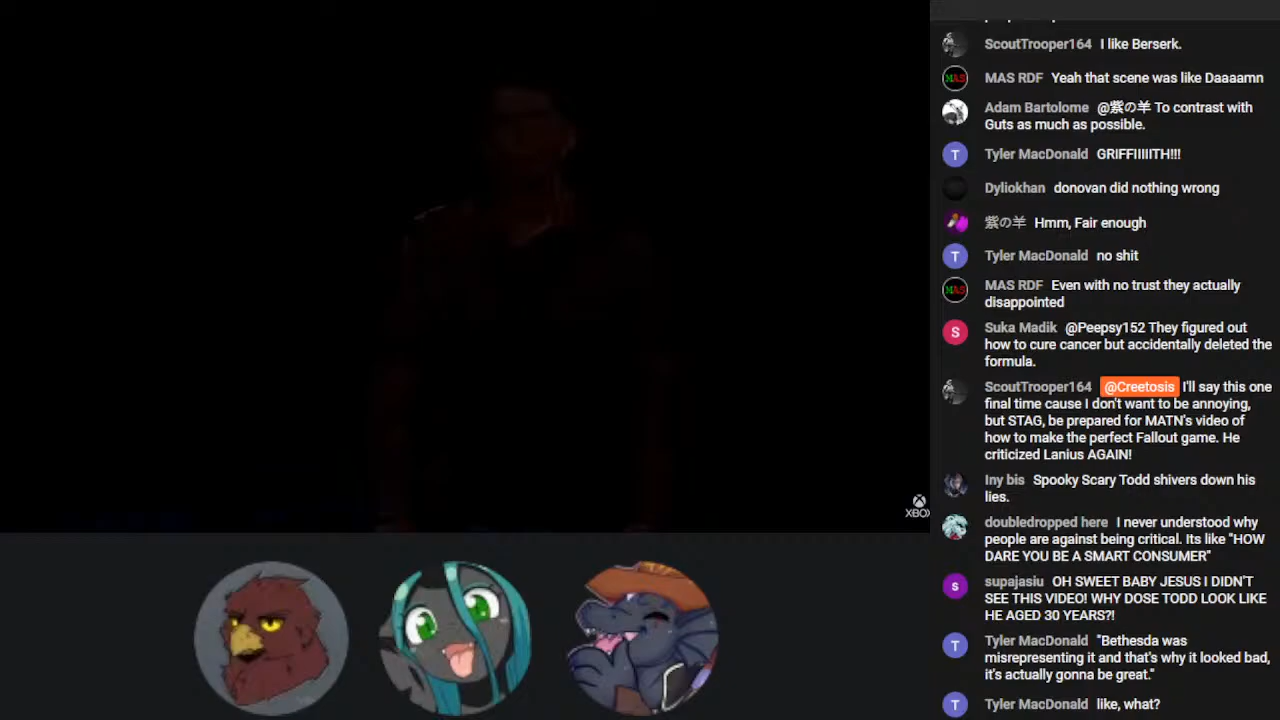 ScoutTrooper164 I like Berserk.
MAS RDF Yeah that scene was like Daaaamn
Adam Bartolome @紫の羊 To contrast with
Guts as much as possible.
Tyler MacDonald GRIFFIIIIITH!!!
Dyliokhan donovan did nothing wrong
紫の羊 Hmm, Fair enough
Tyler MacDonald no shit
MAS RDF Even with no trust they actually
disappointed
Suka Madik @Peepsy152 They figured out
how to cure cancer but accidentally deleted the
formula.
ScoutTrooper164 @Creetosis I'll say this one
final time cause I don't want to be annoying,
but STAG, be prepared for MATN's video of
how to make the perfect Fallout game. He
criticized Lanius AGAIN!
Iny bis Spooky Scary Todd shivers down his
lies.
doubledropped here I never understood why
people are against being critical. Its like "HOW
DARE YOU BE A SMART CONSUMER"
supajasiu OH SWEET BABY JESUS I DIDN'T
SEE THIS VIDEO! WHY DOSE TODD LOOK LIKE
HE AGED 30 YEARS?!
Tyler MacDonald "Bethesda was
misrepresenting it and that's why it looked bad,
it's actually gonna be great."
Tyler MacDonald like, what?
XBO
MAS
T
T
MAS
S
s
T
T